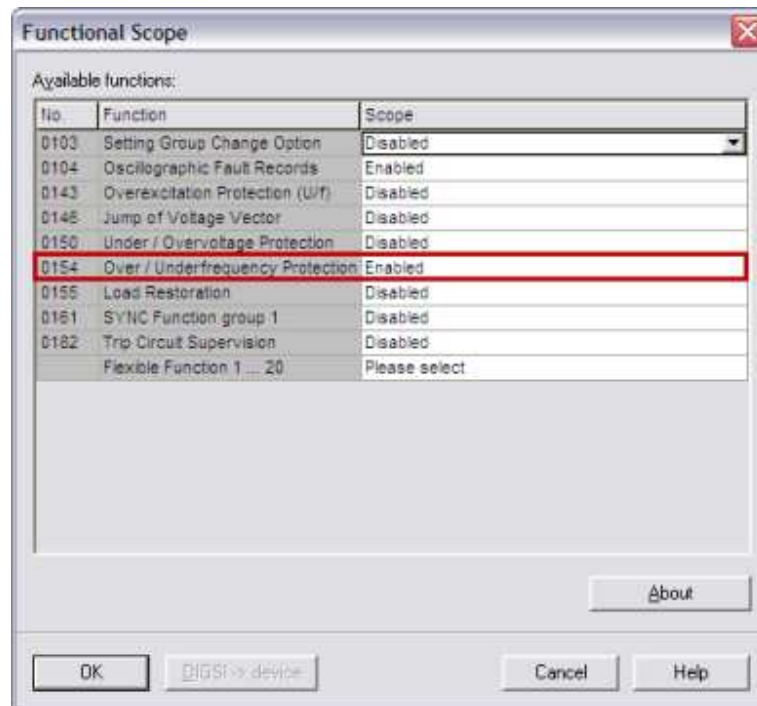 Functional Scope
Available functions:
No. Function Scope
0103 Setting Group Change Option Disabled
0104 Oscillographic Fault Records Enabled
0143 Overexcitation Protection (U/f) Disabled
0146 Jump of Voltage Vector Disabled
0150 Under / Overvoltage Protection Disabled
0154 Over / Underfrequency Protection Enabled
0155 Load Restoration Disabled
0161 SYNC Function group 1 Disabled
0182 Trip Circuit Supervision Disabled
Flexible Function 1 ... 20 Please select
About
OK DIGSI -> device Cancel Help